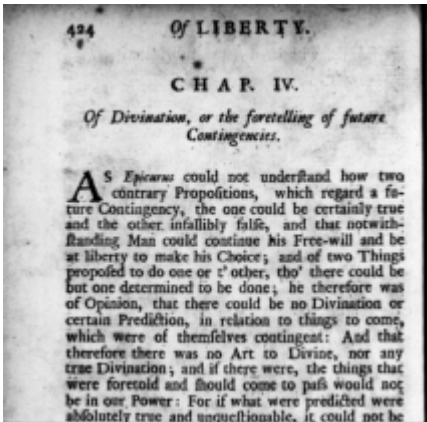 424 Of LIBERTY.
CHAP. IV.
Of Divination, or the foretelling of future
Contingencies.
AS Epicurus could not understand how two
contrary Propositions, which regard a fu-
ture Contingency, the one could be certainly true
and the other infallibly false, and that notwith-
standing Man could continue his Free-will and be
at liberty to make his Choice; and of two Things
proposed to do one or t' other, tho' there could be
but one determined to be done; he therefore was
of Opinion, that there could be no Divination or
certain Prediction, in relation to things to come,
which were of themselves contingent: And that
therefore there was no Art to Divine, nor any
true Divination; and if there were, the things that
were foretold and should come to pass would not
be in our Power: For if what were predicted were
absolutely true and unquestionable, it could not be